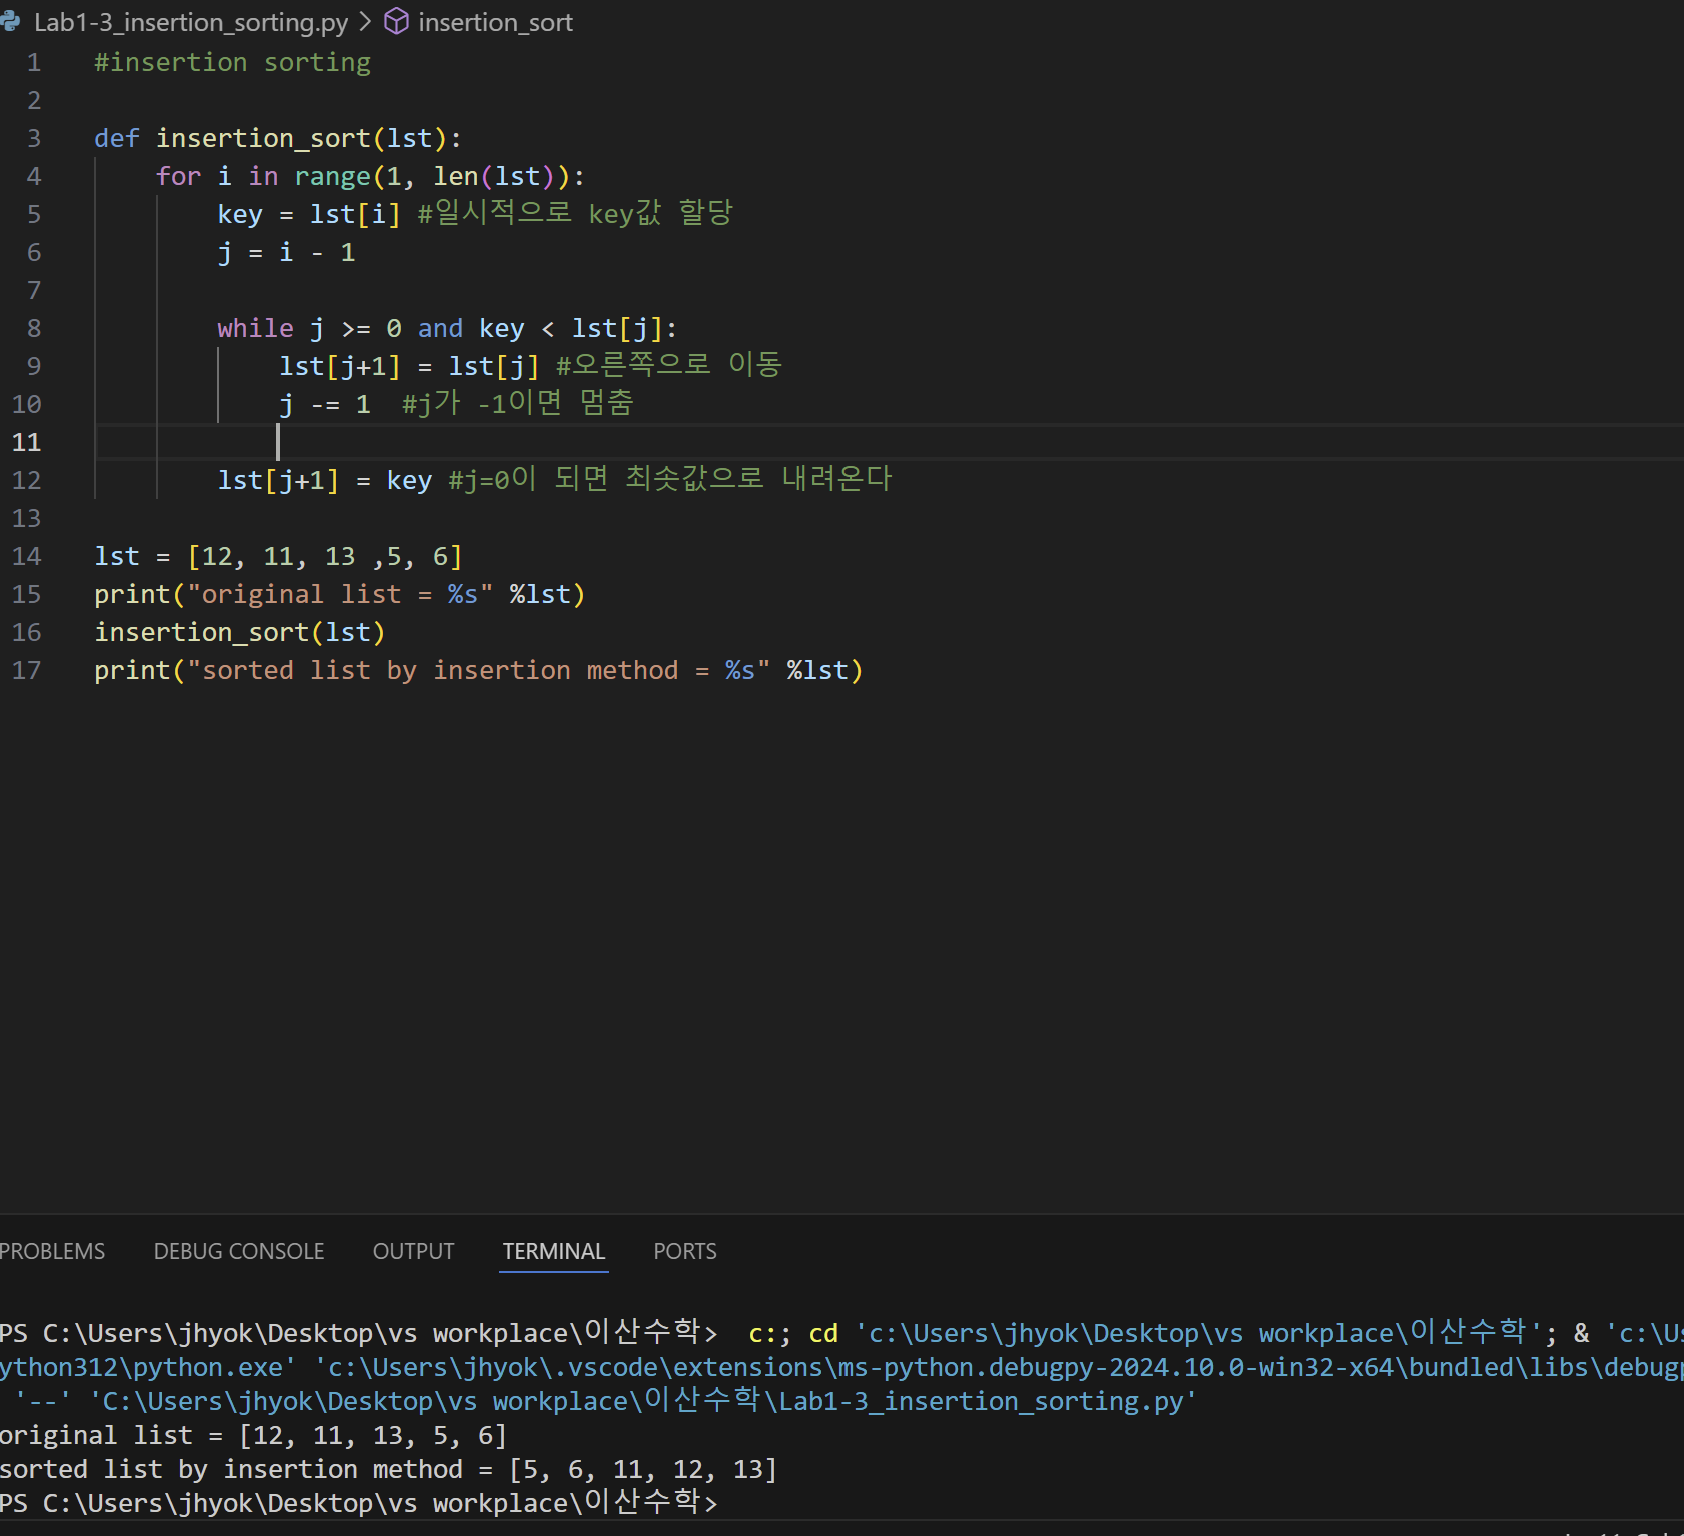 Lab1-3_insertion_sorting.py > insertion_sort
1 #insertion sorting
2
3 def insertion_sort(lst):
4     for i in range(1, len(lst)):
5         key = lst[i] #일시적으로 key값 할당
6         j = i - 1
7
8         while j >= 0 and key < lst[j]:
9             lst[j+1] = lst[j] #오른쪽으로 이동
10             j -= 1  #j가 -1이면 멈춤
11
12         lst[j+1] = key #j=0이 되면 최솟값으로 내려온다
13
14 lst = [12, 11, 13 ,5, 6]
15 print("original list = %s" %lst)
16 insertion_sort(lst)
17 print("sorted list by insertion method = %s" %lst)
PROBLEMS DEBUG CONSOLE OUTPUT TERMINAL PORTS
PS C:\Users\jhyok\Desktop\vs workplace\이산수학>  c:; cd 'c:\Users\jhyok\Desktop\vs workplace\이산수학'; & 'c:\Us
ython312\python.exe' 'c:\Users\jhyok\.vscode\extensions\ms-python.debugpy-2024.10.0-win32-x64\bundled\libs\debugp
'--' 'C:\Users\jhyok\Desktop\vs workplace\이산수학\Lab1-3_insertion_sorting.py'
original list = [12, 11, 13, 5, 6]
sorted list by insertion method = [5, 6, 11, 12, 13]
PS C:\Users\jhyok\Desktop\vs workplace\이산수학>